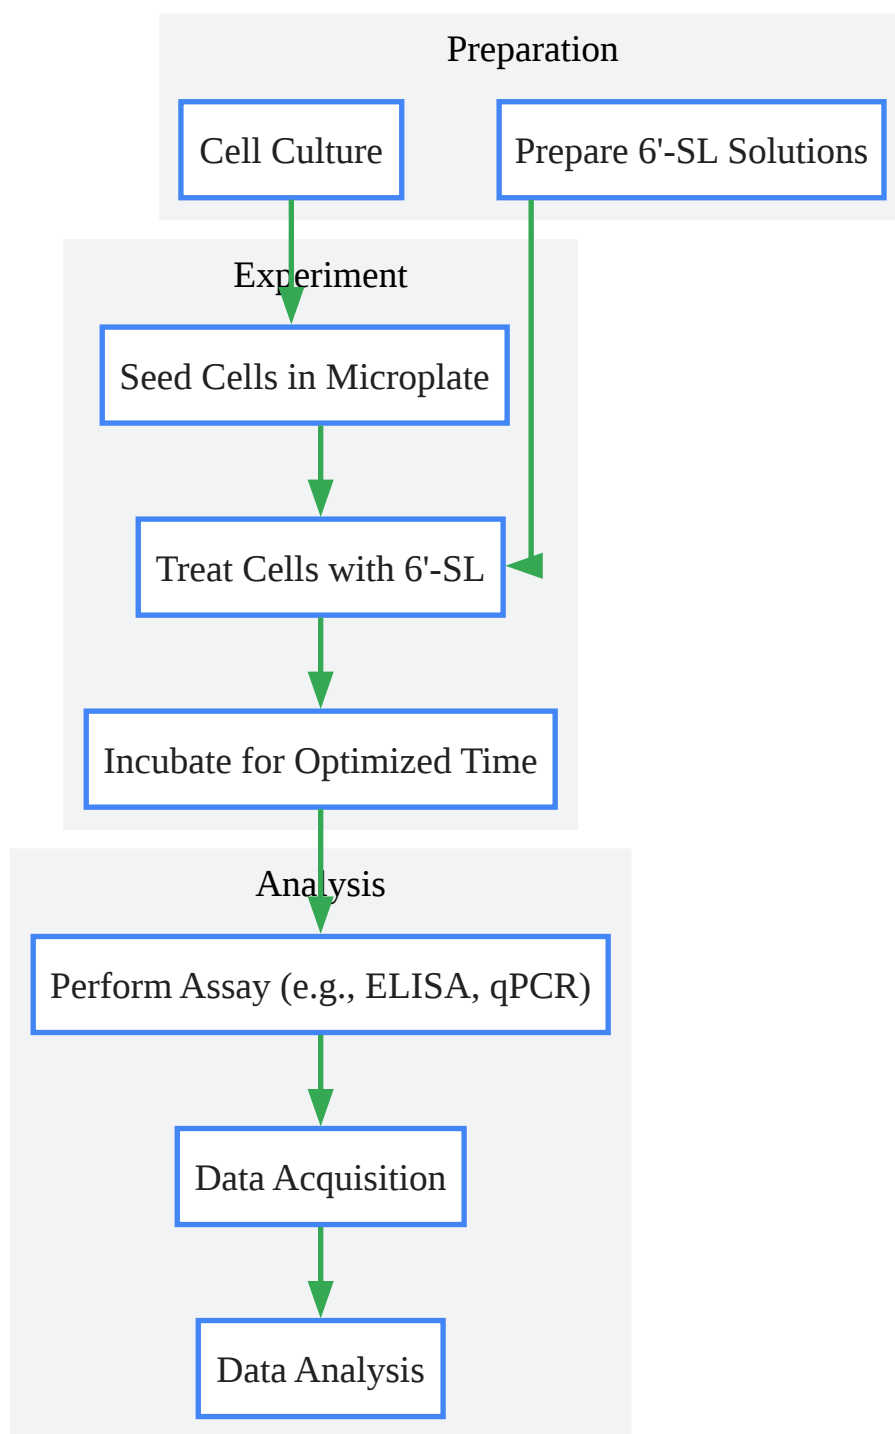 Preparation
Cell Culture
Prepare 6'-SL Solutions
Experiment
Seed Cells in Microplate
Treat Cells with 6'-SL
Incubate for Optimized Time
Analysis
Perform Assay (e.g., ELISA, qPCR)
Data Acquisition
Data Analysis